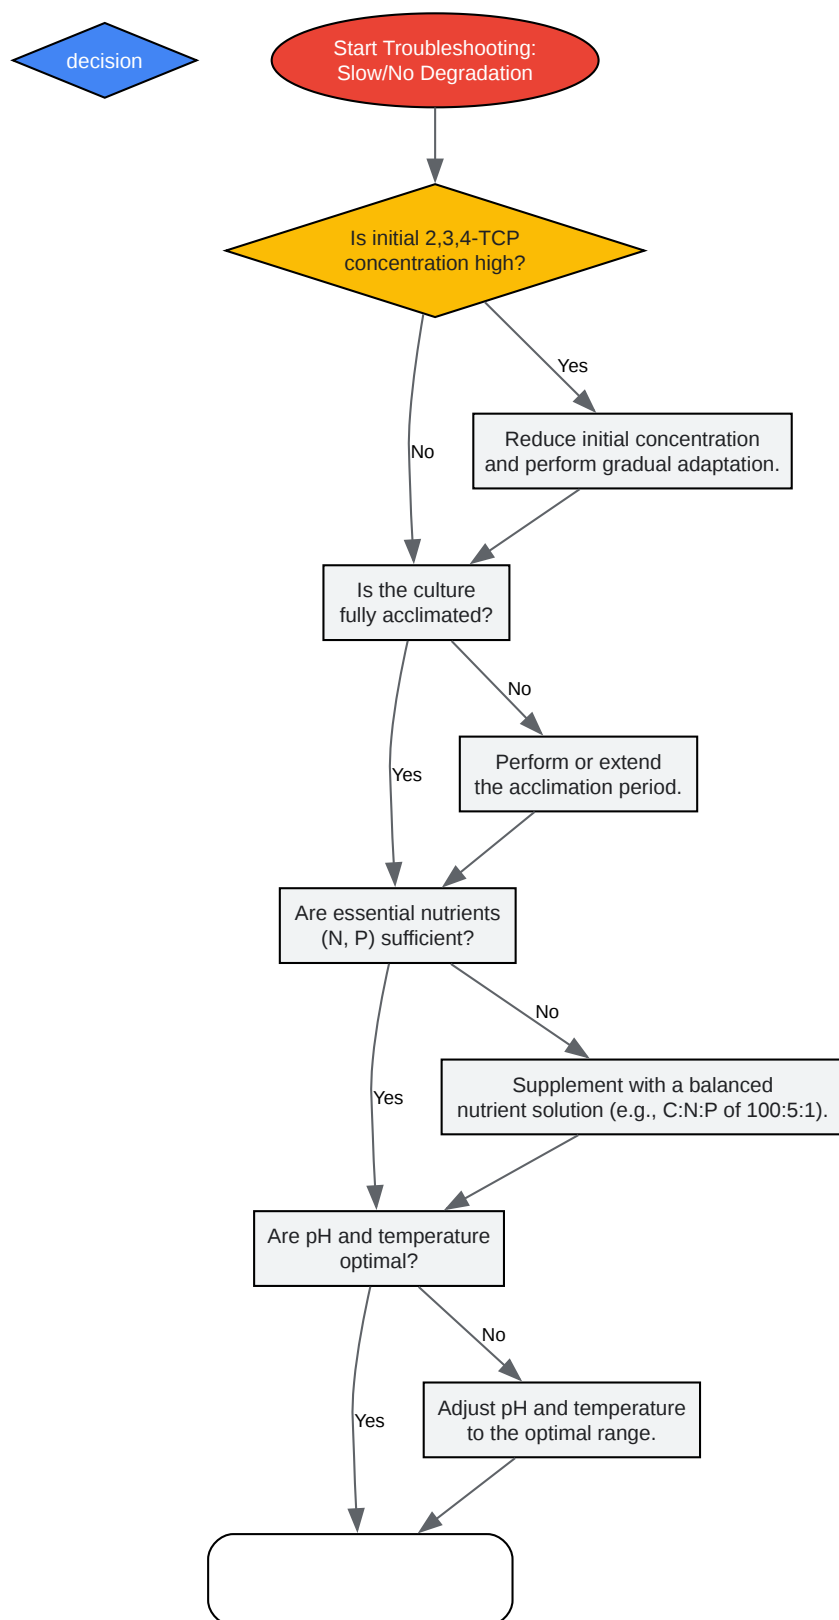 decision
Start Troubleshooting:
Slow/No Degradation
Is initial 2,3,4-TCP
concentration high?
Yes
Reduce initial concentration
and perform gradual adaptation.
No
Is the culture
fully acclimated?
No
Perform or extend
the acclimation period.
Yes
Are essential nutrients
(N, P) sufficient?
No
Supplement with a balanced
nutrient solution (e.g., C:N:P of 100:5:1).
Yes
Are pH and temperature
optimal?
No
Adjust pH and temperature
to the optimal range.
Yes